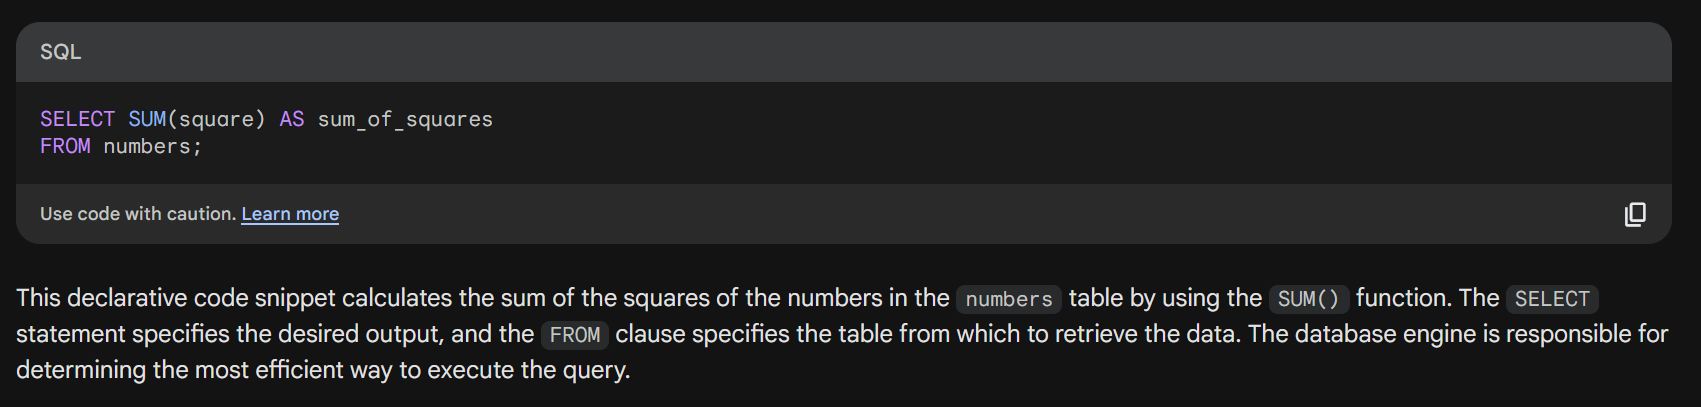 SQL
SELECT SUM(square) AS sum_of_squares
FROM numbers;
Use code with caution. Learn more
This declarative code snippet calculates the sum of the squares of the numbers in the numbers table by using the SUM() function. The SELECT
statement specifies the desired output, and the FROM clause specifies the table from which to retrieve the data. The database engine is responsible for
determining the most efficient way to execute the query.